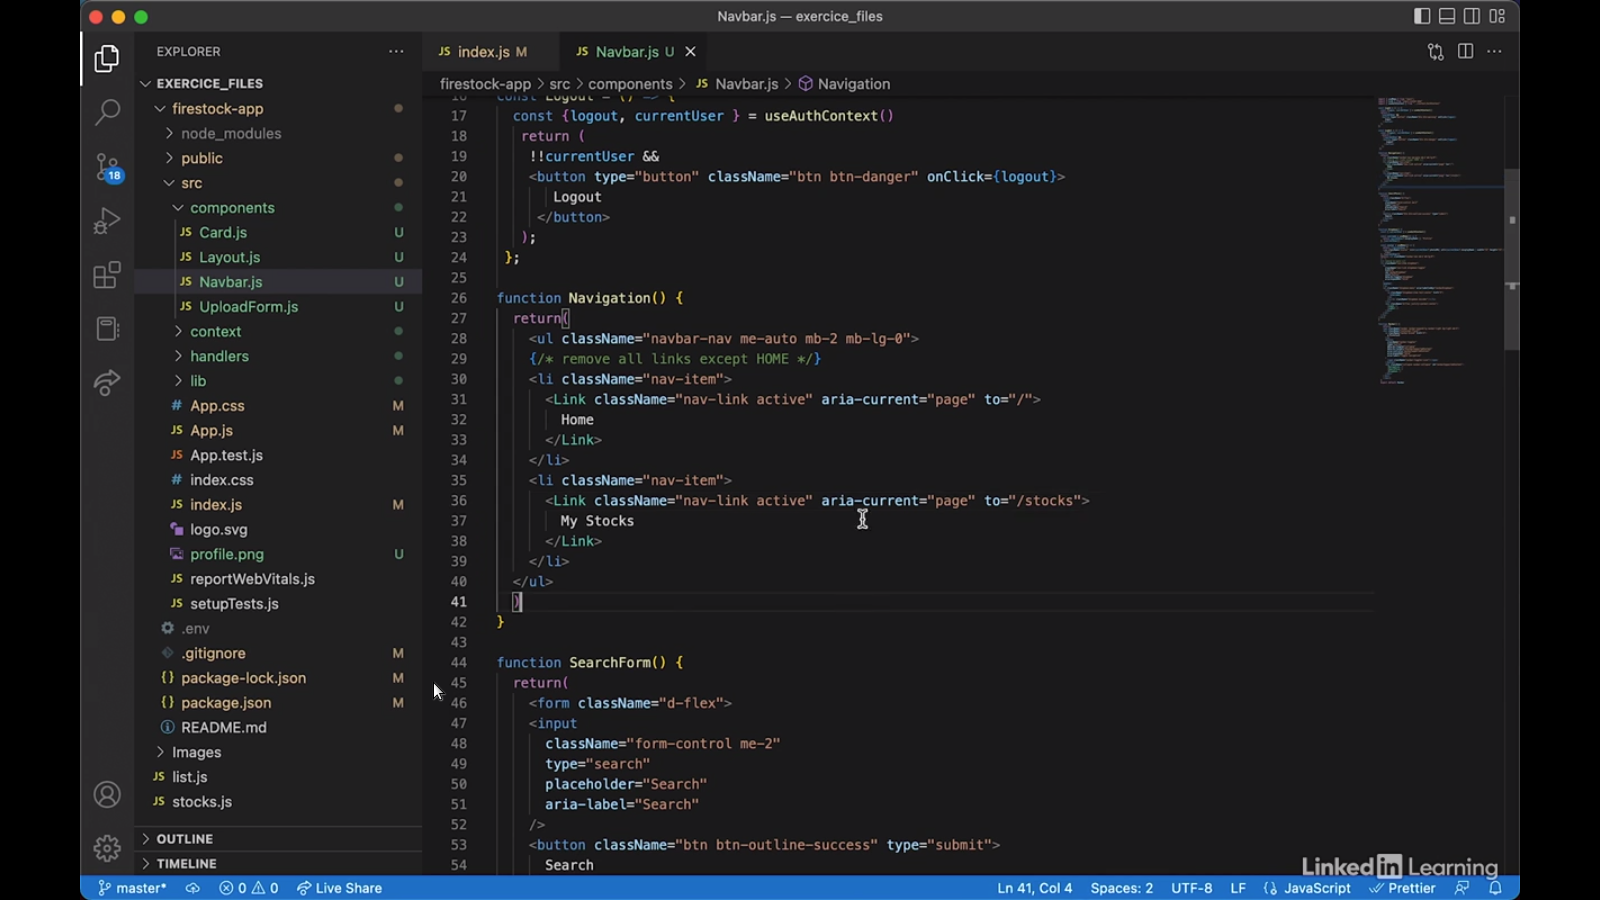 Navbar.js — exercice_files
EXPLORER
EXERCICE_FILES
firestock-app
node_modules
public
src
components
JS Card.js U
JS Layout.js U
JS Navbar.js U
JS UploadForm.js U
context
handlers
lib
# App.css M
JS App.js M
JS App.test.js
# index.css
JS index.js M
logo.svg
profile.png U
JS reportWebVitals.js
JS setupTests.js
.env
.gitignore M
{} package-lock.json M
{} package.json M
README.md
Images
JS list.js
JS stocks.js
OUTLINE
TIMELINE
18
JS index.js M
JS Navbar.js U
firestock-app > src > components > JS Navbar.js > Navigation
16 const Logout = () => {
17 const {logout, currentUser } = useAuthContext()
18 return (
19 !!currentUser &&
20 <button type="button" className="btn btn-danger" onClick={logout}>
21 Logout
22 </button>
23 );
24 };
25
26 function Navigation() {
27 return(
28 <ul className="navbar-nav me-auto mb-2 mb-lg-0">
29 {/* remove all links except HOME */}
30 <li className="nav-item">
31 <Link className="nav-link active" aria-current="page" to="/">
32 Home
33 </Link>
34 </li>
35 <li className="nav-item">
36 <Link className="nav-link active" aria-current="page" to="/stocks">
37 My Stocks
38 </Link>
39 </li>
40 </ul>
41 )
42 }
43
44 function SearchForm() {
45 return(
46 <form className="d-flex">
47 <input
48 className="form-control me-2"
49 type="search"
50 placeholder="Search"
51 aria-label="Search"
52 />
53 <button className="btn btn-outline-success" type="submit">
54 Search
LinkedIn Learning
master* 0 0 Live Share
Ln 41, Col 4 Spaces: 2 UTF-8 LF {} JavaScript Prettier